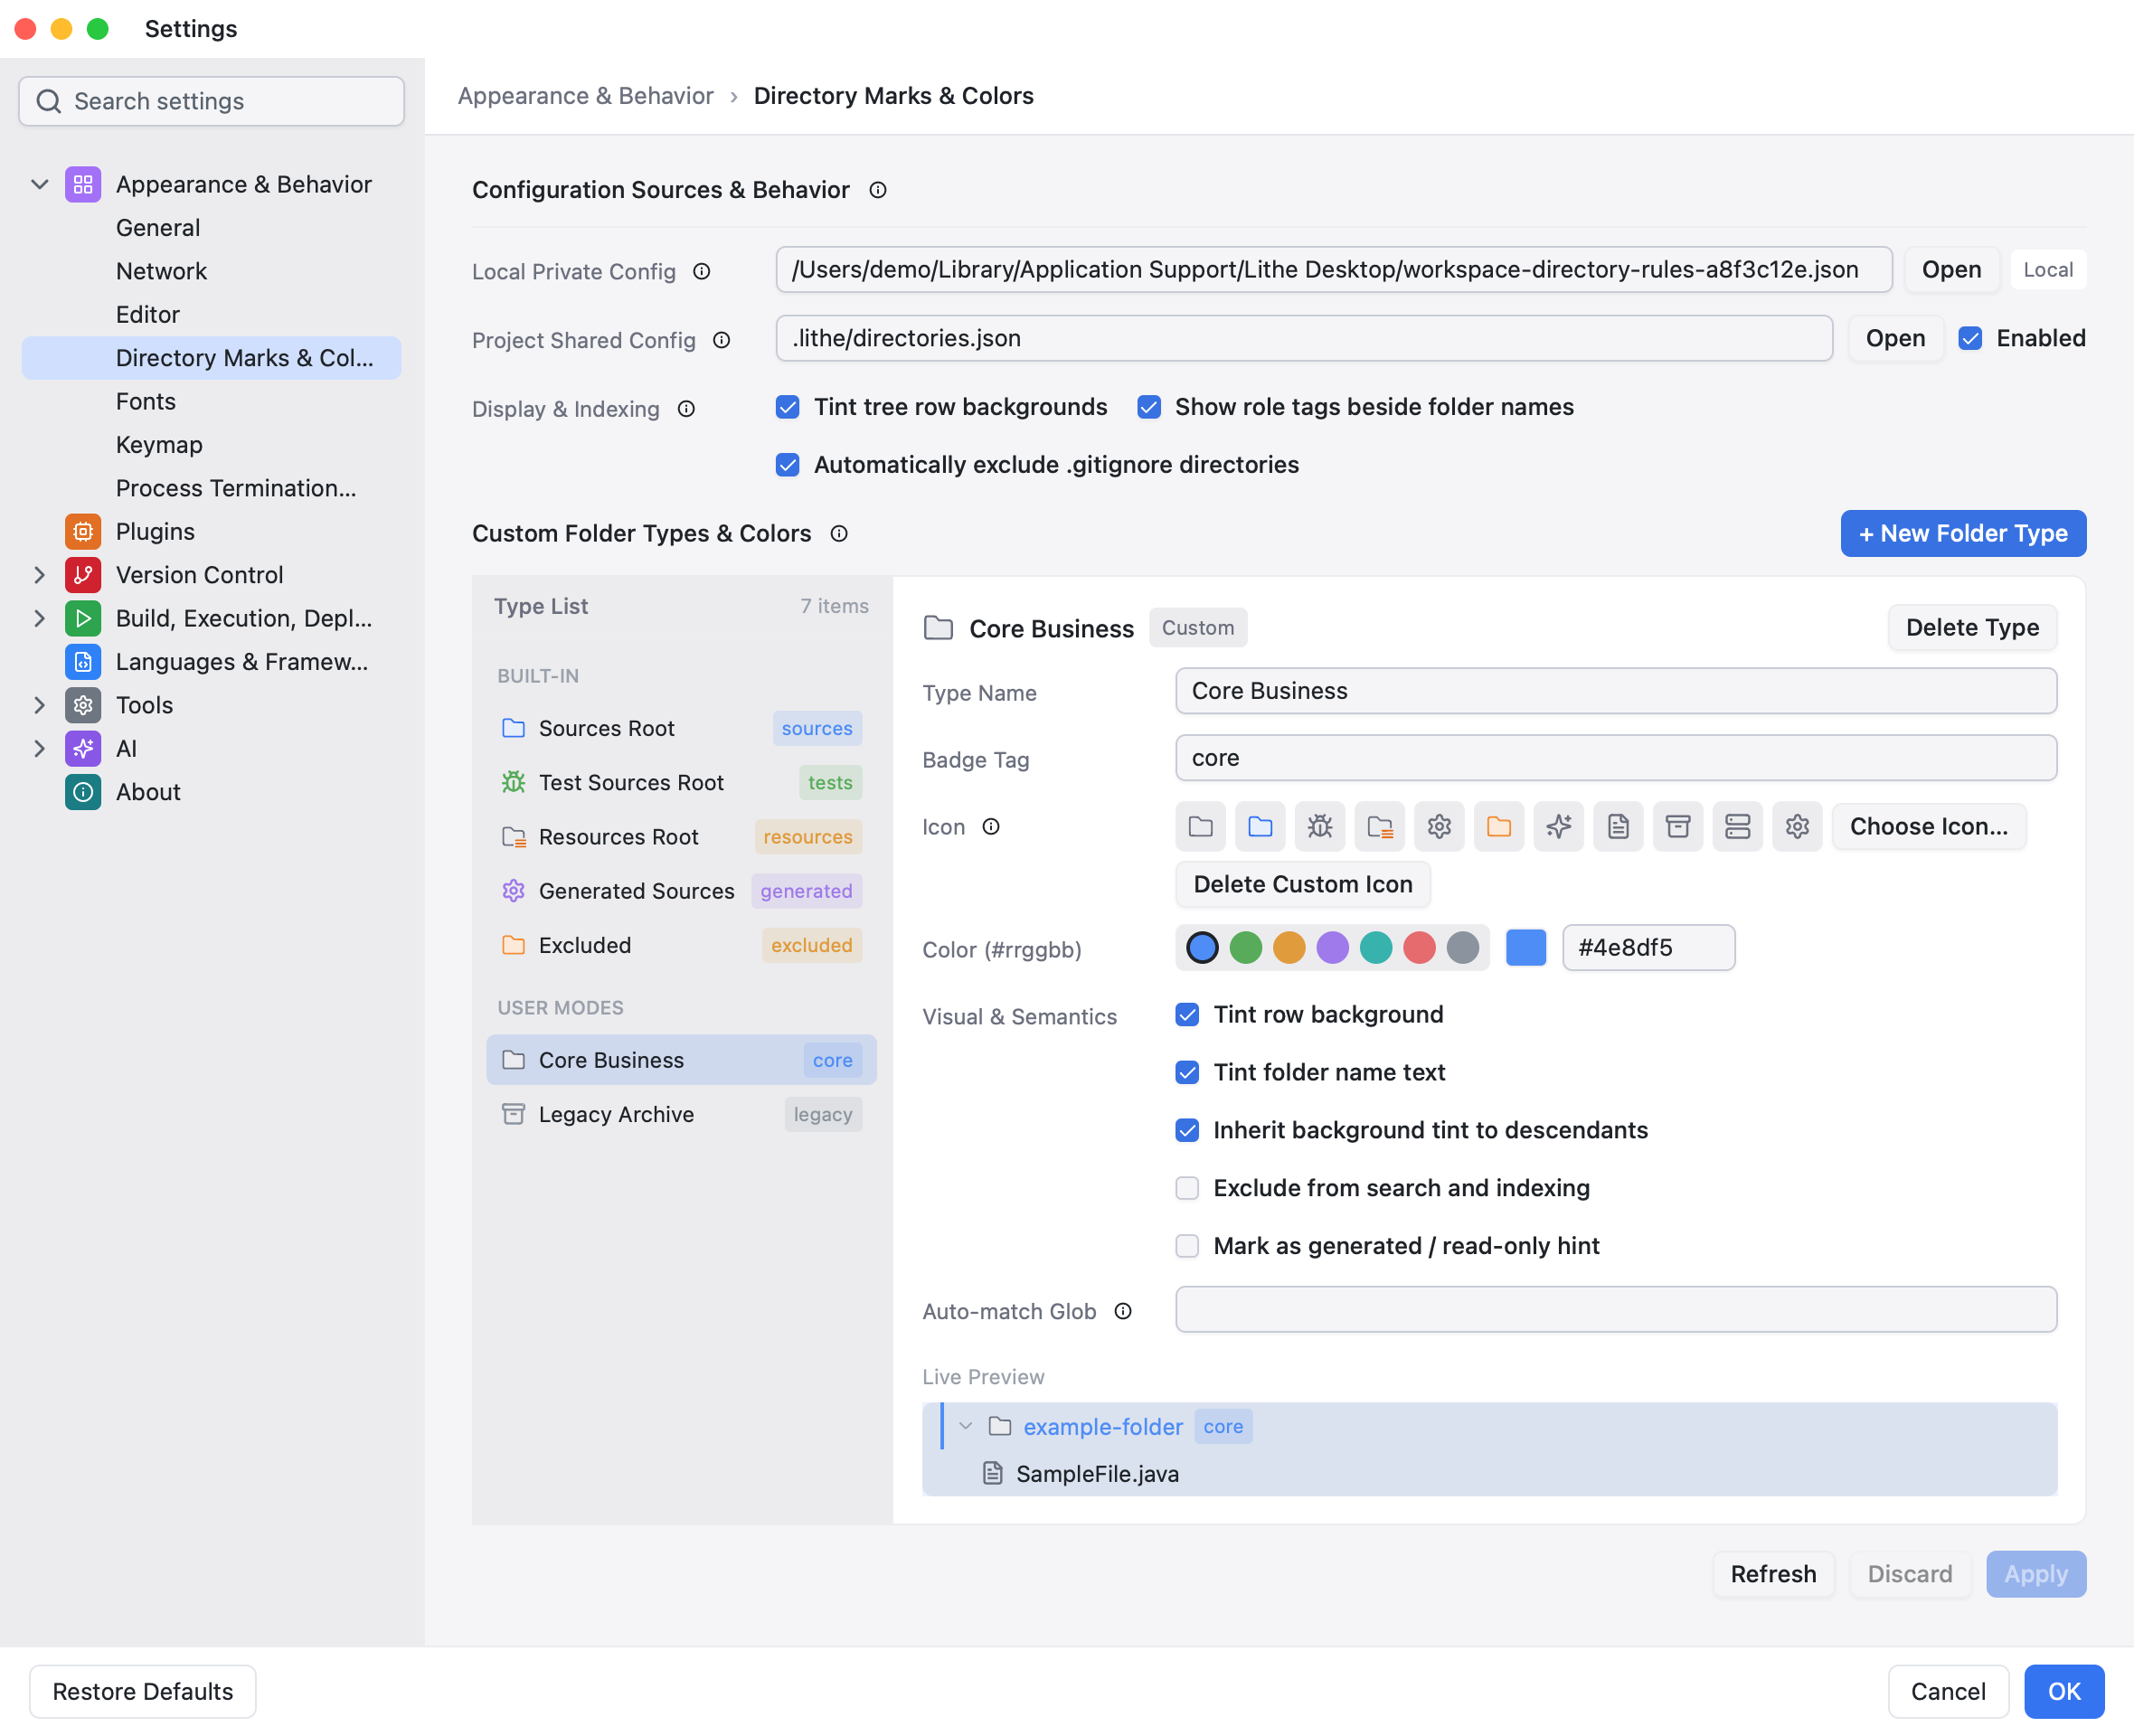 Settings
Search settings
Appearance & Behavior
General
Network
Editor
Directory Marks & Col...
Fonts
Keymap
Process Termination...
Plugins
Version Control
Build, Execution, Depl...
Languages & Framew...
Tools
AI
About
Appearance & Behavior › Directory Marks & Colors
Configuration Sources & Behavior
Local Private Config
/Users/demo/Library/Application Support/Lithe Desktop/workspace-directory-rules-a8f3c12e.json
Open
Local
Project Shared Config
.lithe/directories.json
Open
Enabled
Display & Indexing
Tint tree row backgrounds
Show role tags beside folder names
Automatically exclude .gitignore directories
Custom Folder Types & Colors
+ New Folder Type
Type List
7 items
BUILT-IN
Sources Root sources
Test Sources Root tests
Resources Root resources
Generated Sources generated
Excluded excluded
USER MODES
Core Business core
Legacy Archive legacy
Core Business Custom
Delete Type
Type Name
Core Business
Badge Tag
core
Icon
Choose Icon...
Delete Custom Icon
Color (#rrggbb)
#4e8df5
Visual & Semantics
Tint row background
Tint folder name text
Inherit background tint to descendants
Exclude from search and indexing
Mark as generated / read-only hint
Auto-match Glob
Live Preview
example-folder core
SampleFile.java
Refresh
Discard
Apply
Restore Defaults
Cancel
OK